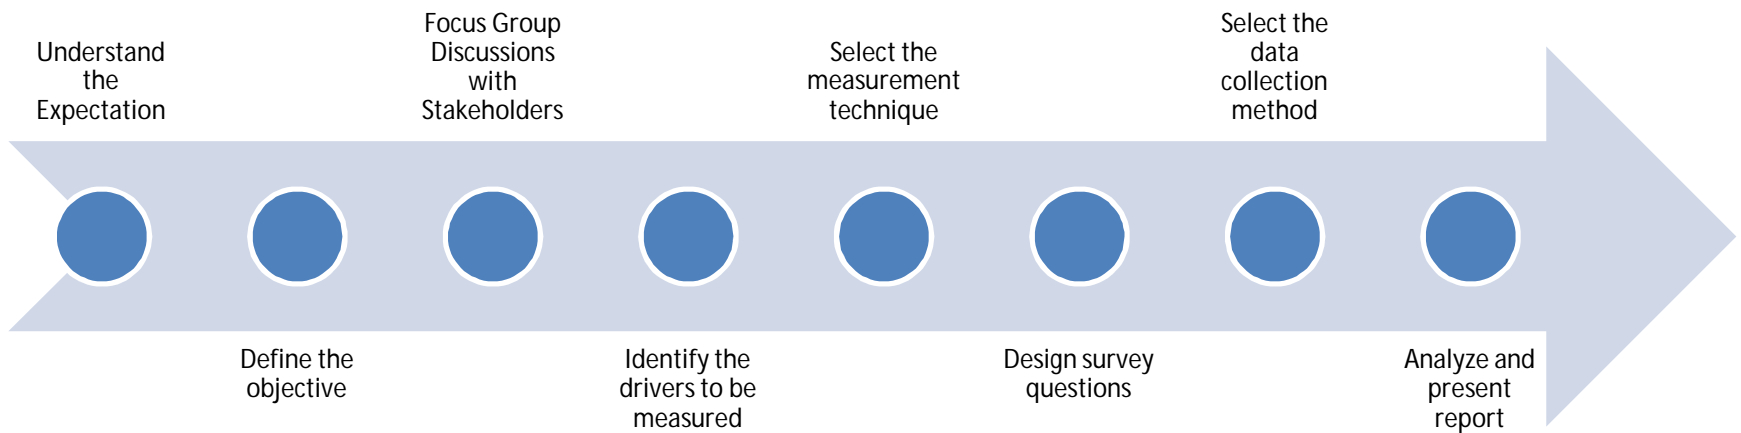 Understand
the
Expectation
Define the
objective
Focus Group
Discussions
with
Stakeholders
Identify the
drivers to be
measured
Select the
measurement
technique
Design survey
questions
Select the
data
collection
method
Analyze and
present
report